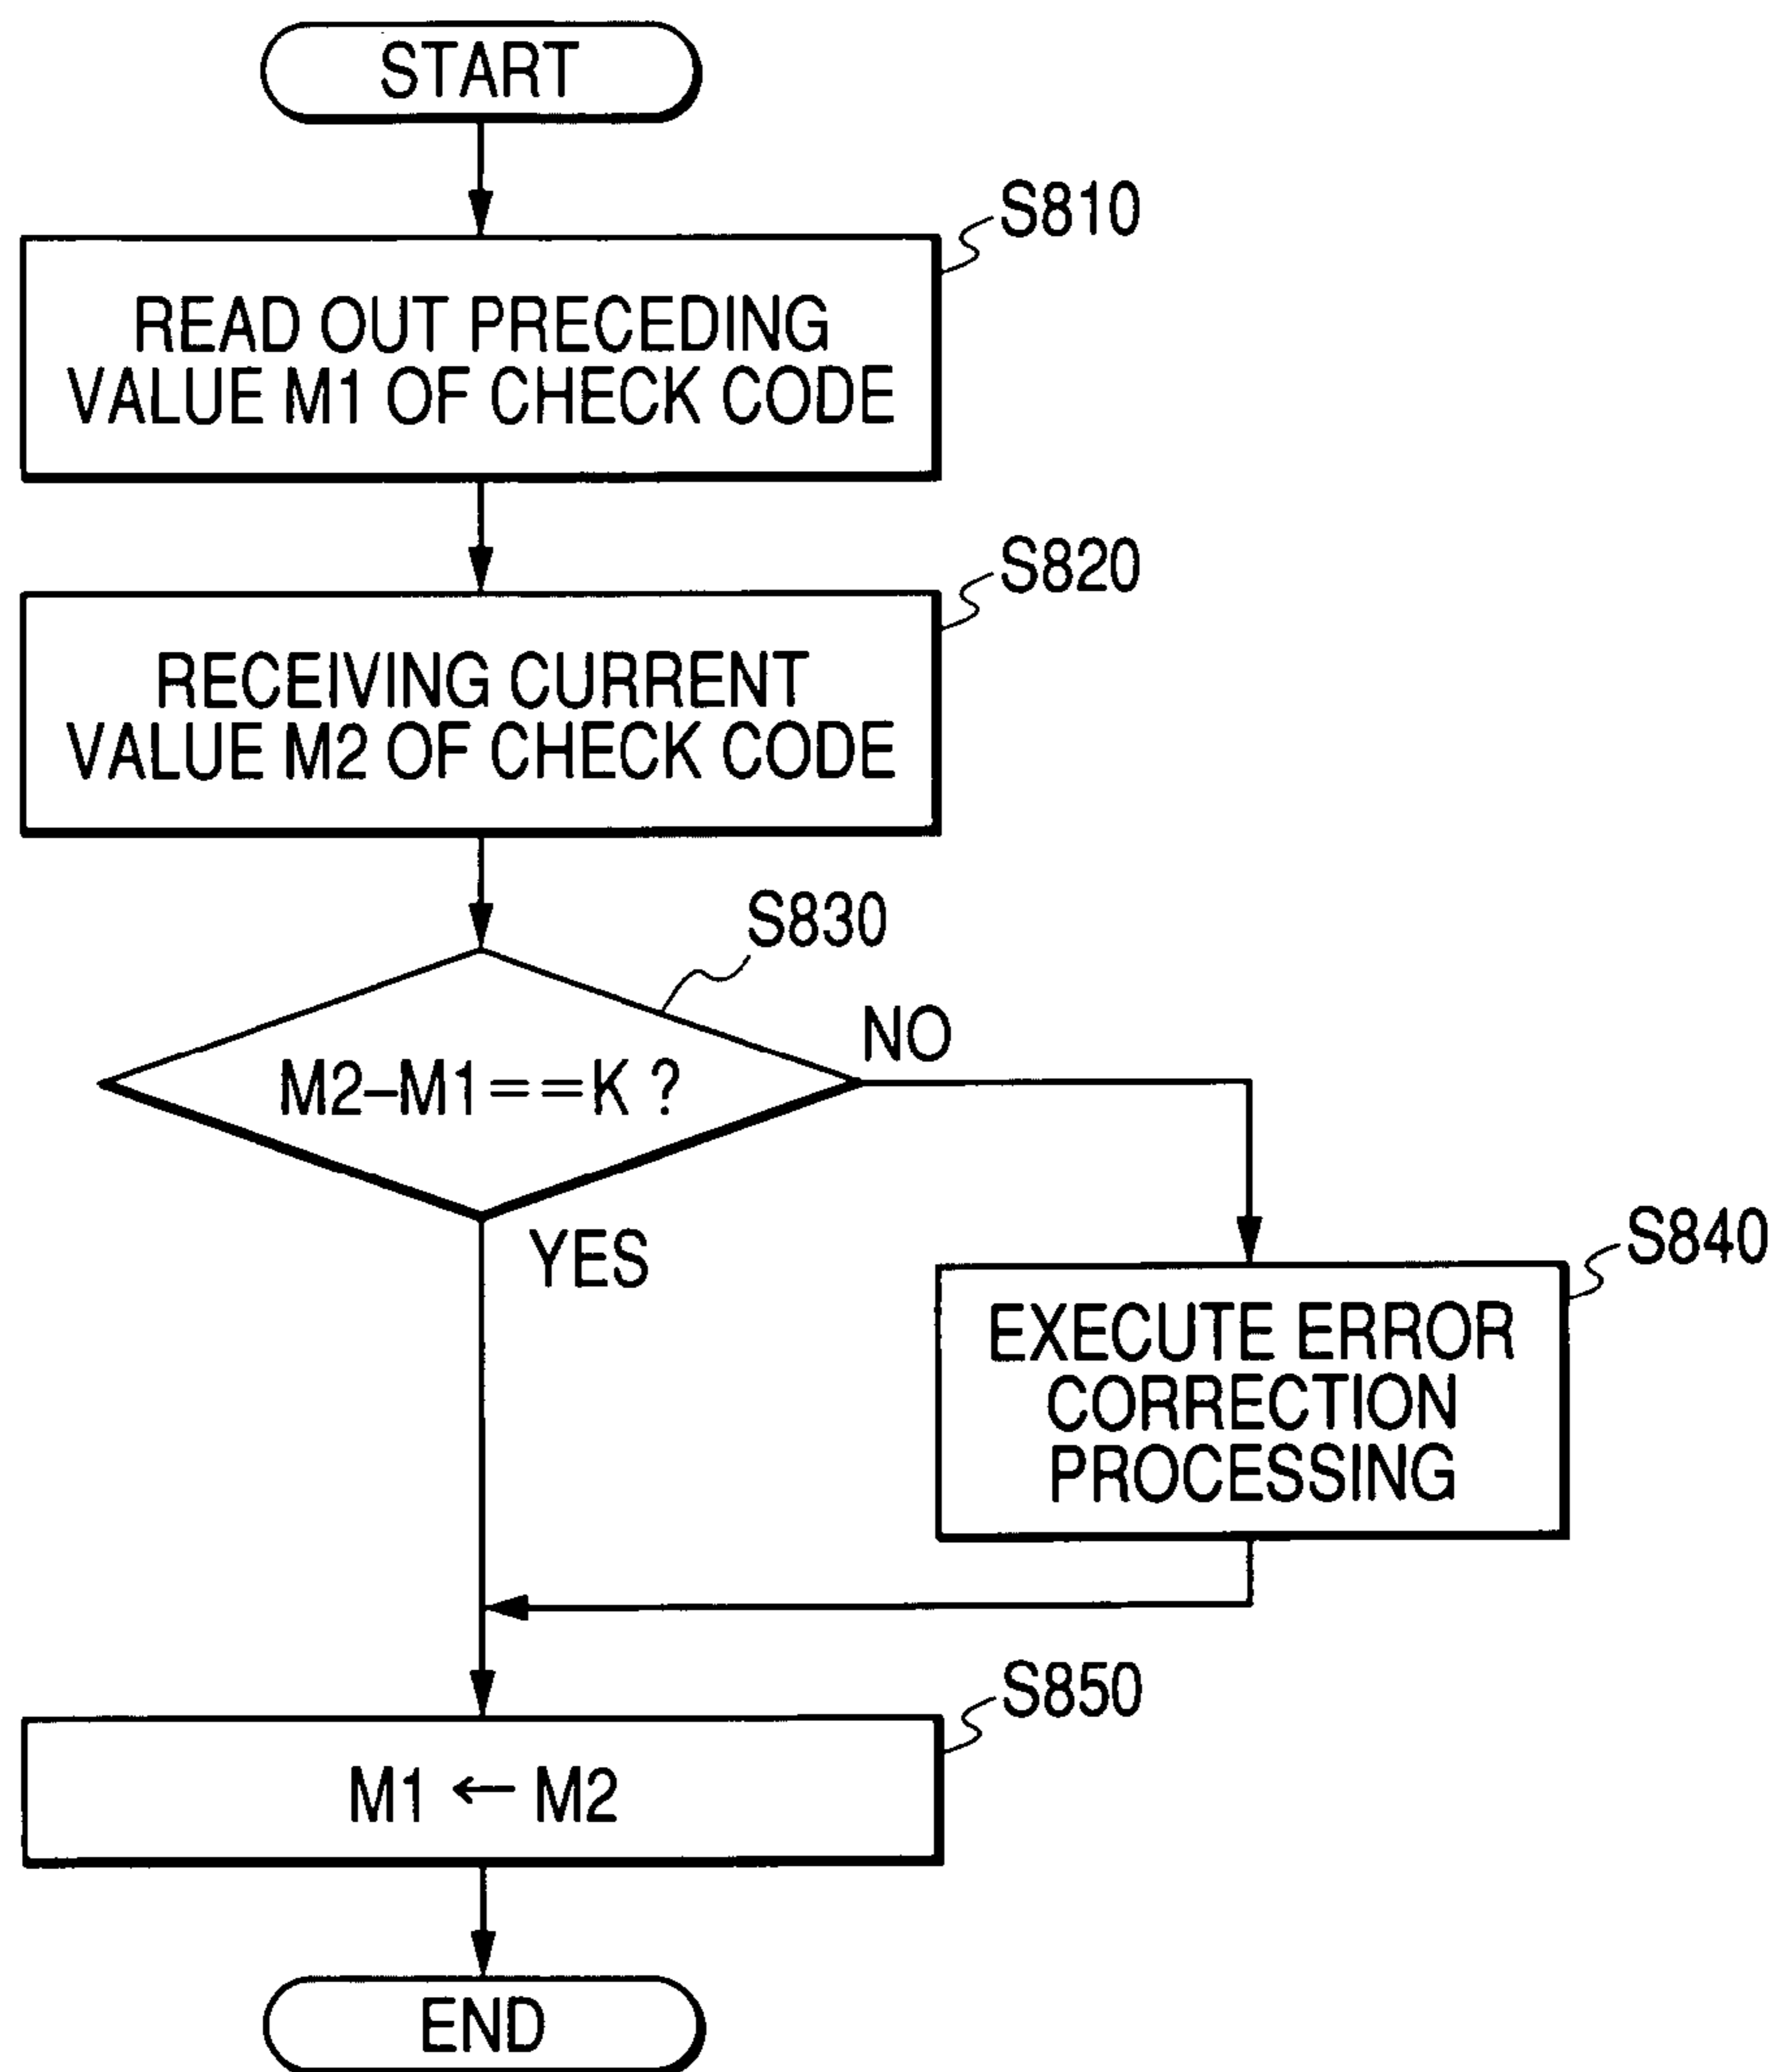 START
S810
READ OUT PRECEDING
VALUE M1 OF CHECK CODE
S820
RECEIVING CURRENT
VALUE M2 OF CHECK CODE
S830
M2–M1==K ?
NO
YES
S840
EXECUTE ERROR
CORRECTION
PROCESSING
S850
M1 ← M2
END